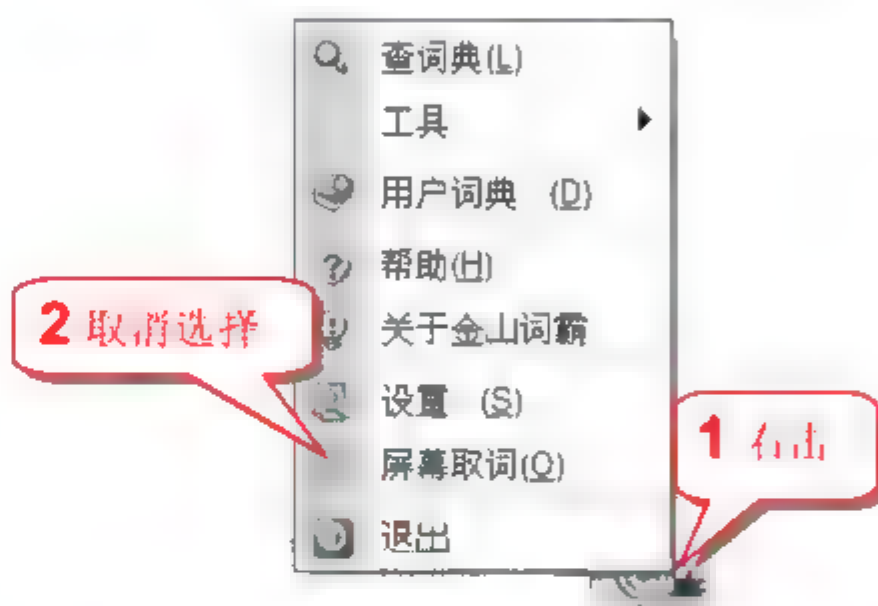 查词典(L)
工具
用户词典 (D)
帮助(H)
2 取消选择
关于金山词霸
设置 (S)
1 右击
屏幕取词(Q)
退出